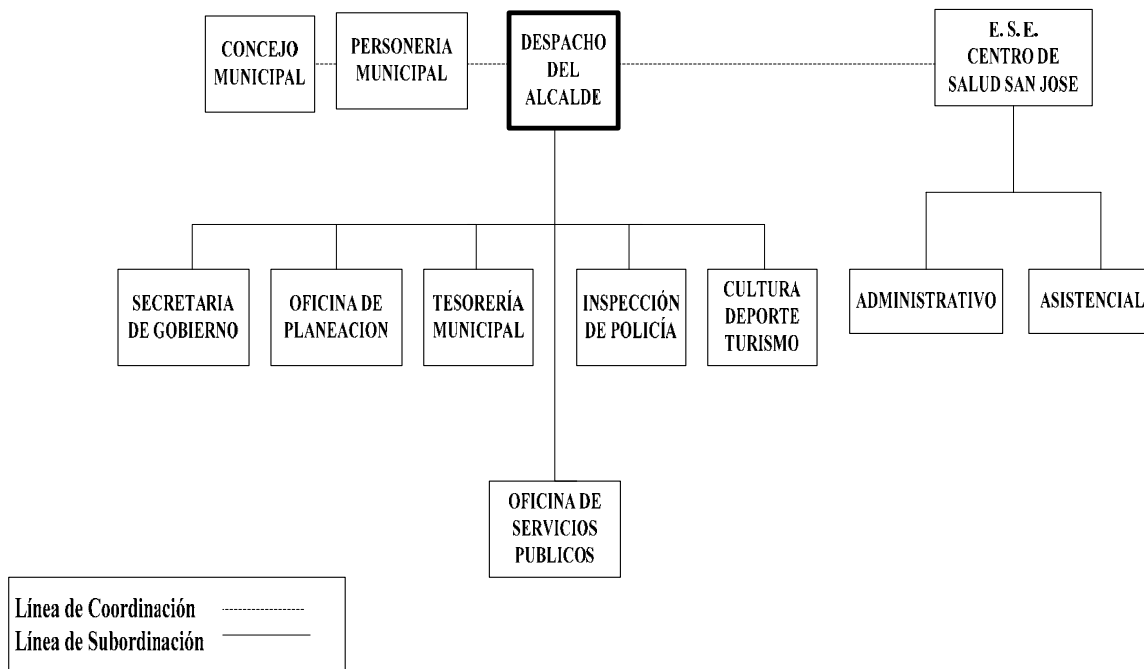 CONCEJO
MUNICIPAL
PERSONERIA
MUNICIPAL
DESPACHO
DEL
ALCALDE
E. S. E.
CENTRO DE
SALUD SAN JOSE
SECRETARIA
DE GOBIERNO
OFICINA DE
PLANEACION
TESORERÍA
MUNICIPAL
INSPECCIÓN
DE POLICÍA
CULTURA
DEPORTE
TURISMO
ADMINISTRATIVO
ASISTENCIAL
OFICINA DE
SERVICIOS
PUBLICOS
Línea de Coordinación
Línea de Subordinación